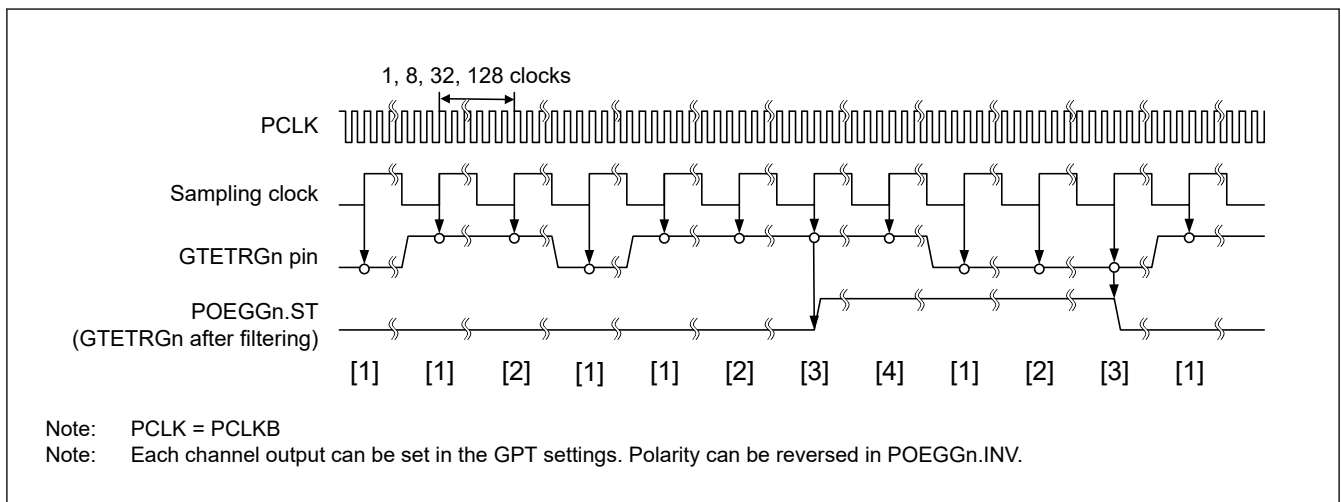 1, 8, 32, 128 clocks
PCLK
Sampling clock
GTETRGn pin
POEGGn.ST
(GTETRGn after filtering)
[1] [1] [2] [1] [1] [2] [3] [4] [1] [2] [3] [1]
Note: PCLK = PCLKB
Note: Each channel output can be set in the GPT settings. Polarity can be reversed in POEGGn.INV.